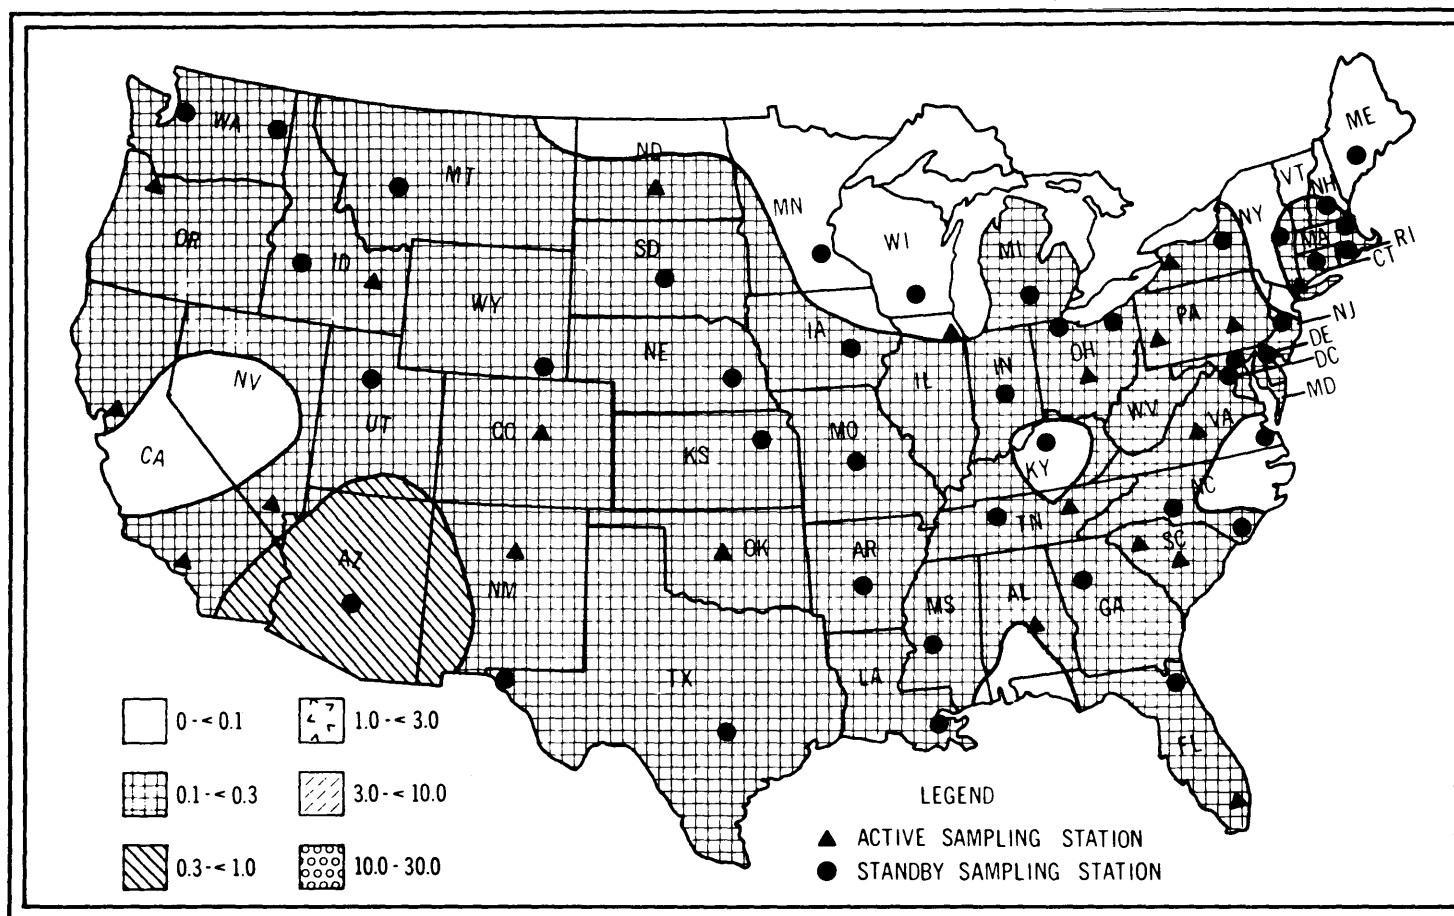 WA
MT
ND
MN
ME
VT
NH
NY
MA
RI
CT
OR
ID
SD
WI
MI
WY
IA
PA
NJ
NE
OH
DE
DC
NV
IL
IN
MD
CA
UT
CO
KS
MO
KY
WV
VA
NC
TN
AZ
NM
OK
AR
SC
MS
AL
GA
TX
LA
FL
0 - < 0.1
1.0 - < 3.0
0.1 - < 0.3
3.0 - < 10.0
0.3 - < 1.0
10.0 - 30.0
LEGEND
ACTIVE SAMPLING STATION
STANDBY SAMPLING STATION